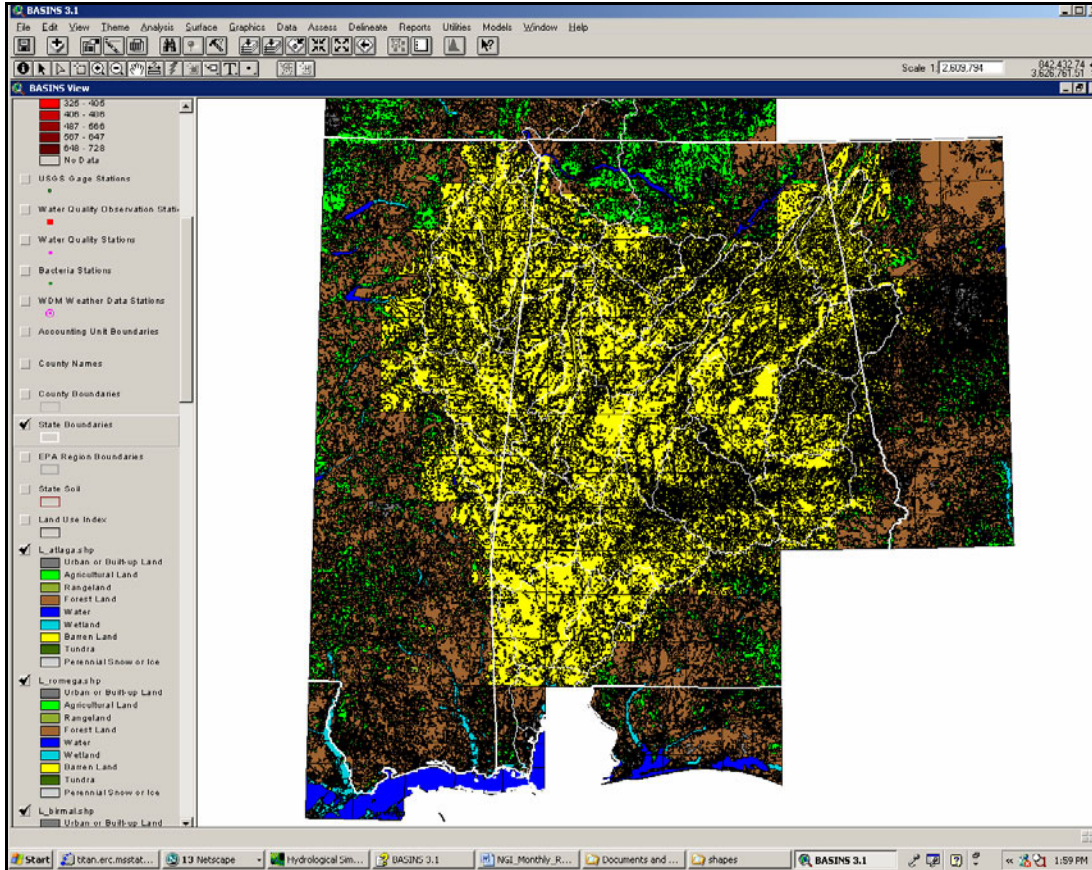 BASINS 3.1
File Edit View Theme Analysis Surface Graphics Data Assess Delineate Reports Utilities Models Window Help
Scale 1: 2,609,794
842,432.74
3,626,761.51
BASINS View
325 - 405
406 - 486
487 - 566
567 - 647
648 - 728
No Data
USGS Gage Stations
Water Quality Observation Stati
Water Quality Stations
Bacteria Stations
WDM Weather Data Stations
Accounting Unit Boundaries
County Names
County Boundaries
State Boundaries
EPA Region Boundaries
State Soil
Land Use Index
L_atlaga.shp
Urban or Built-up Land
Agricultural Land
Rangeland
Forest Land
Water
Wetland
Barren Land
Tundra
Perennial Snow or Ice
L_romega.shp
Urban or Built-up Land
Agricultural Land
Rangeland
Forest Land
Water
Wetland
Barren Land
Tundra
Perennial Snow or Ice
L_birmal.shp
Urban or Built-up Land
Start titan.erc.msstat... 13 Netscape Hydrological Sim... BASINS 3.1 NGI_Monthly_R... Documents and ... shapes BASINS 3.1 1:59 PM